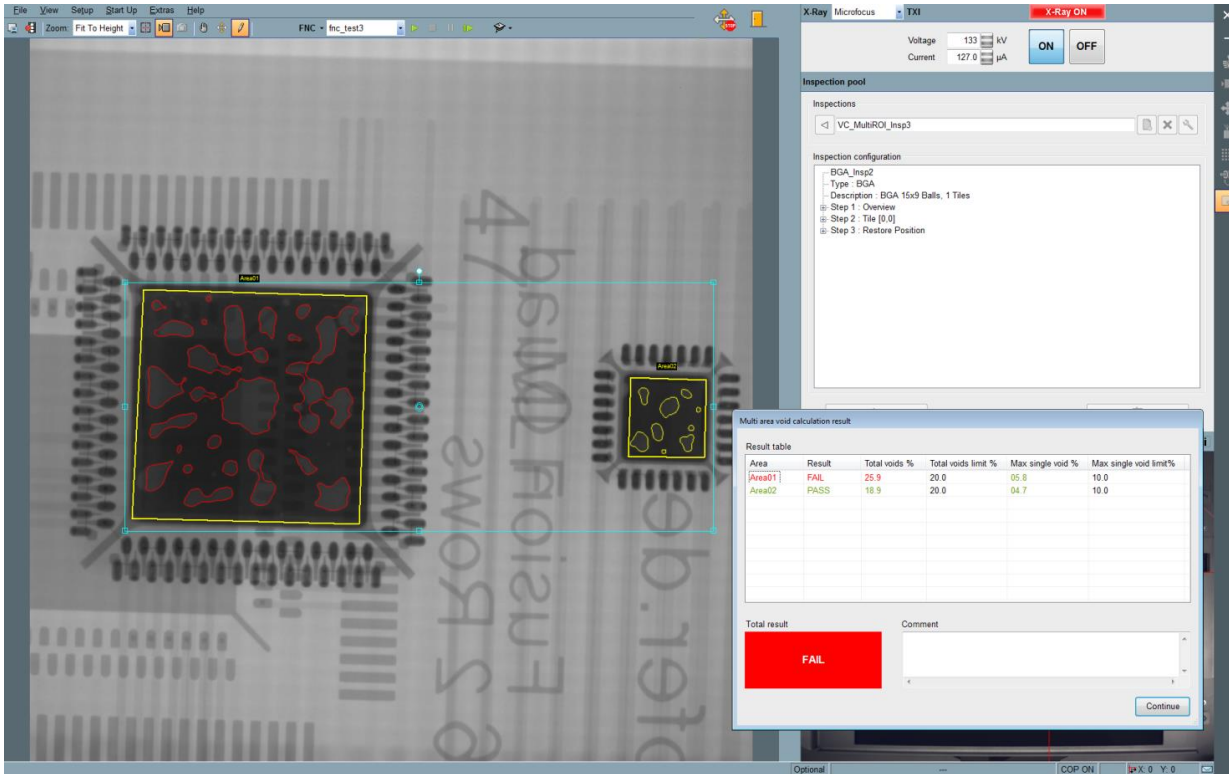 File View Setup Start Up Extras Help
Zoom: Fit To Height FNC fnc_test3
STOP
X-Ray Microfocus TXI X-Ray ON
Voltage 133 kV
Current 127.0 µA
ON OFF
Inspection pool
Inspections
VC_MultiROI_Insp3
Inspection configuration
BGA_Insp2
Type : BGA
Description : BGA 15x9 Balls, 1 Tiles
Step 1 : Overview
Step 2 : Tile [0,0]
Step 3 : Restore Position
Area01
Area02
Multi area void calculation result
Result table
Area Result Total voids % Total voids limit % Max single void % Max single void limit%
Area01 FAIL 25.9 20.0 05.8 10.0
Area02 PASS 18.9 20.0 04.7 10.0
Total result Comment
FAIL
Continue
Optional --- COP ON X: 0 Y: 0